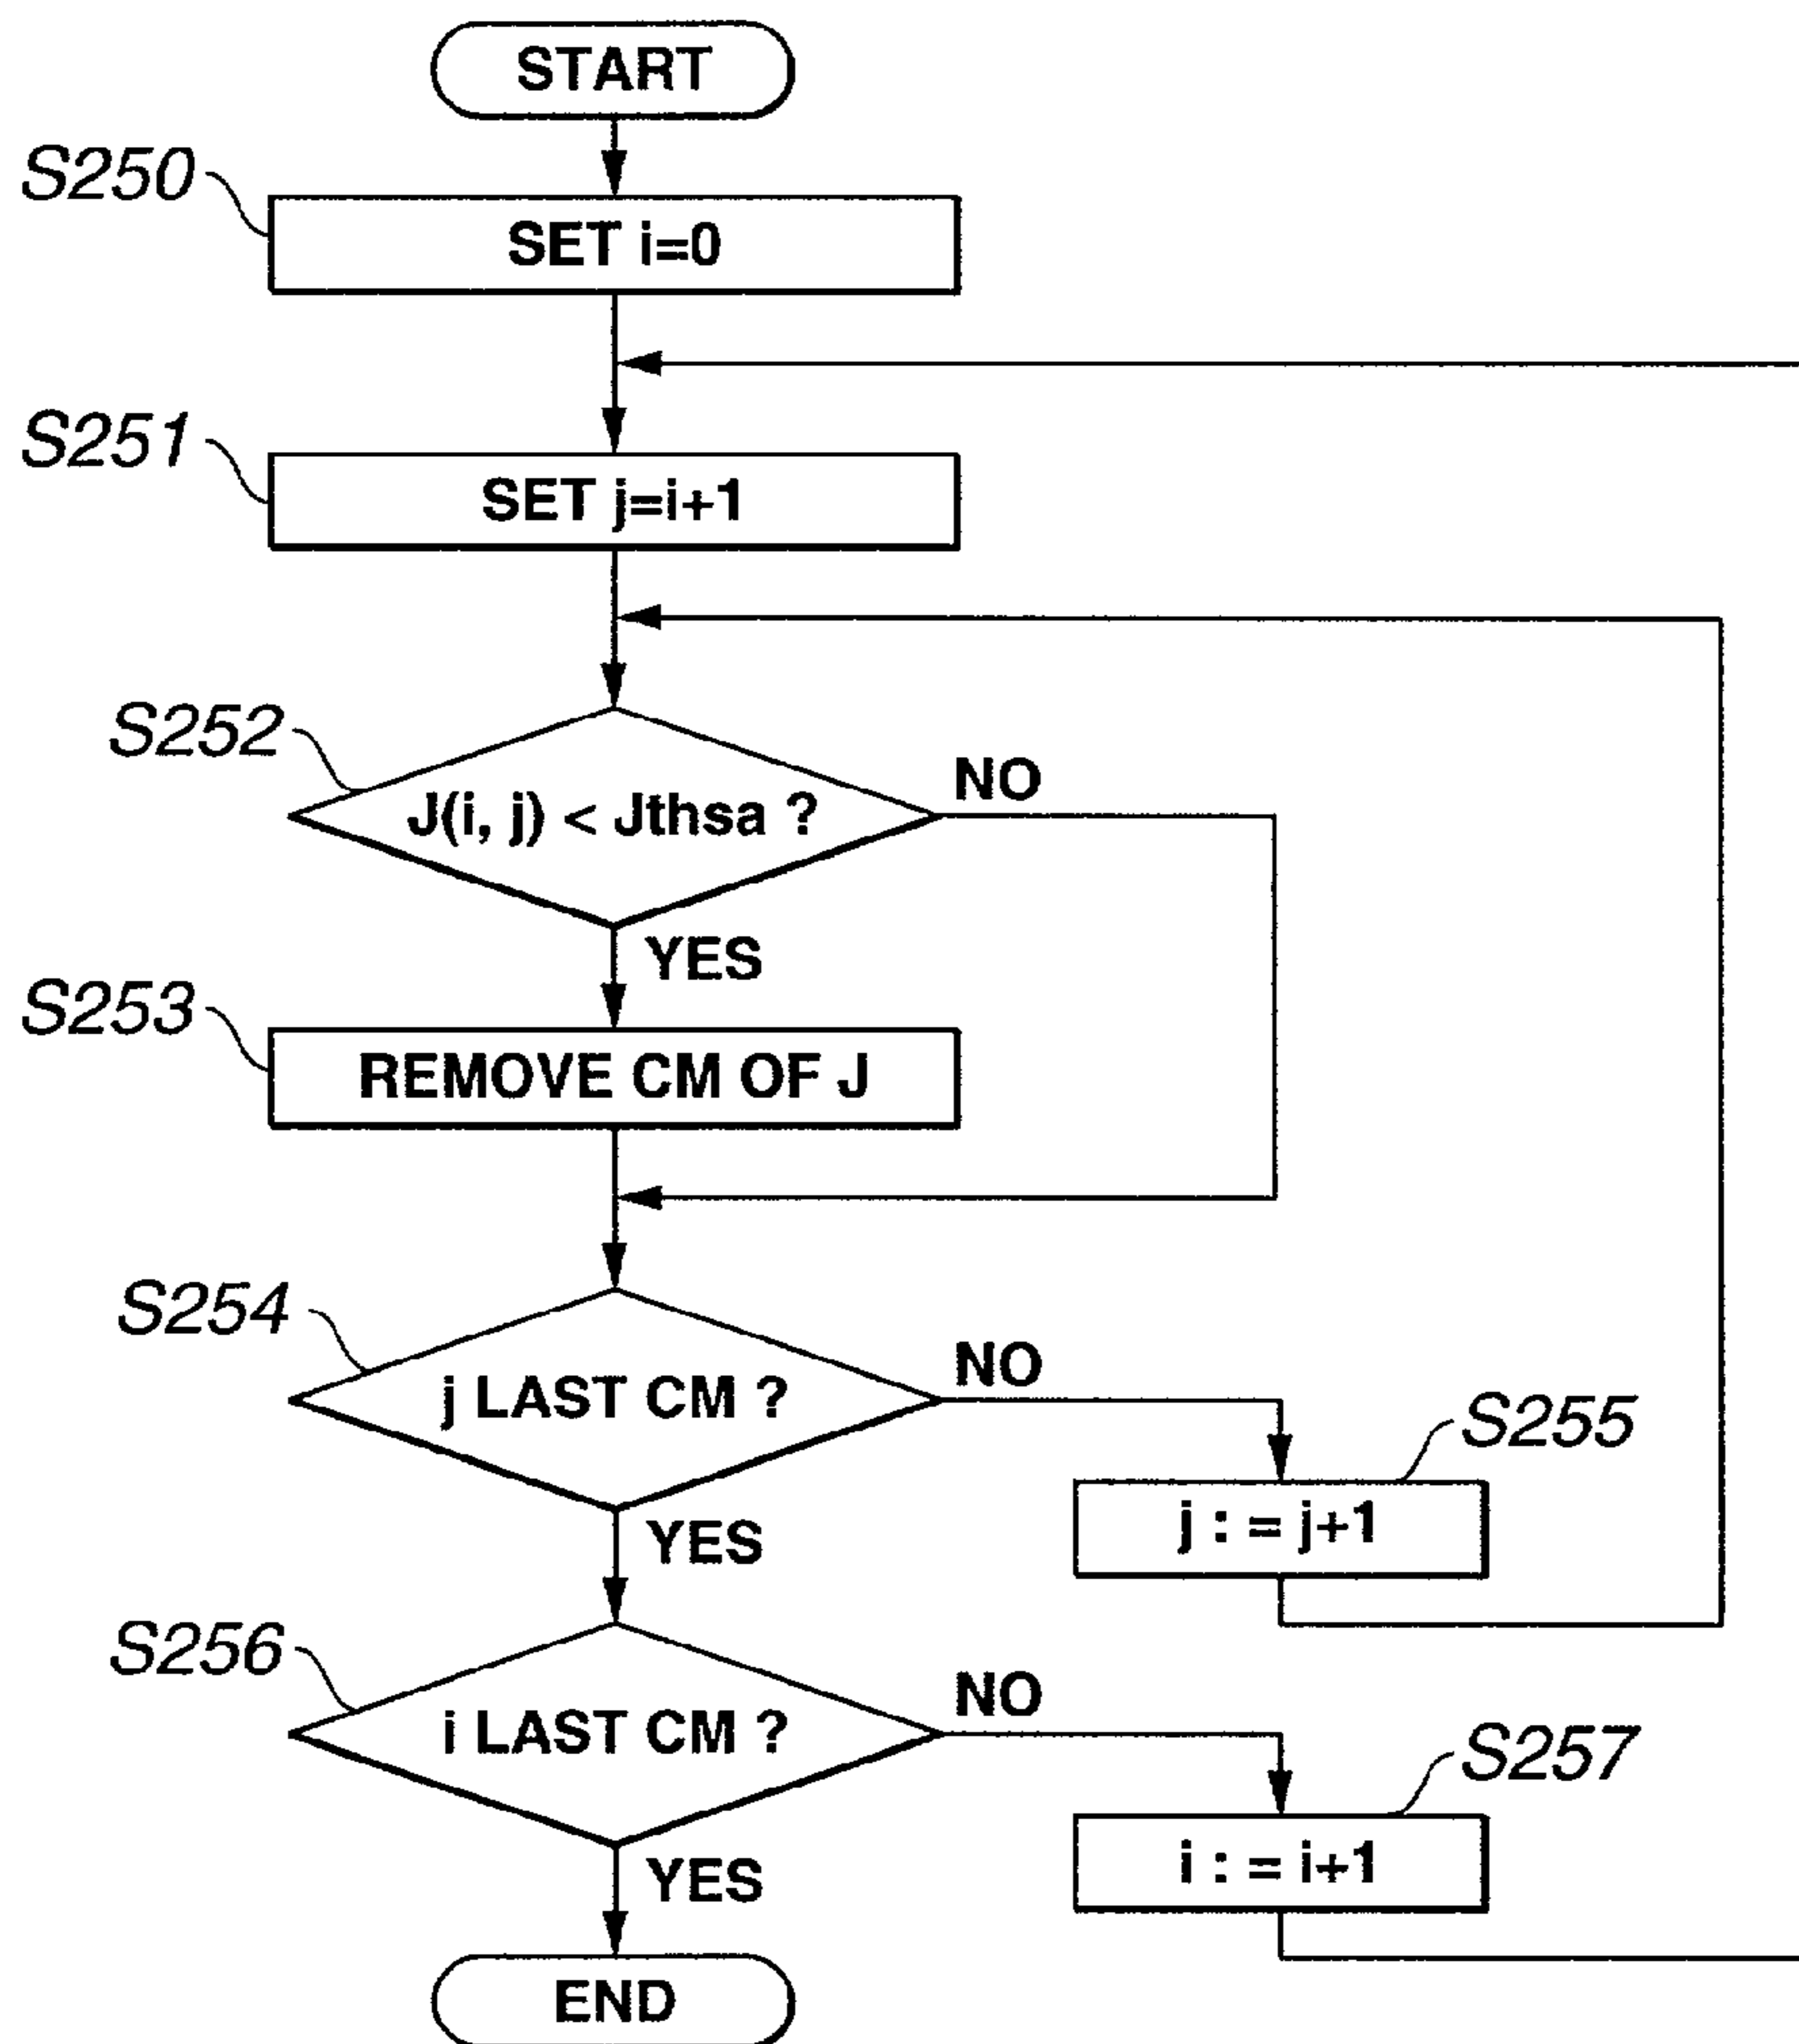 START
S250
SET i=0
S251
SET j=i+1
S252
J(i, j) < Jthsa ?
NO
YES
S253
REMOVE CM OF J
S254
j LAST CM ?
NO
S255
j : = j+1
YES
S256
i LAST CM ?
NO
S257
i : = i+1
YES
END